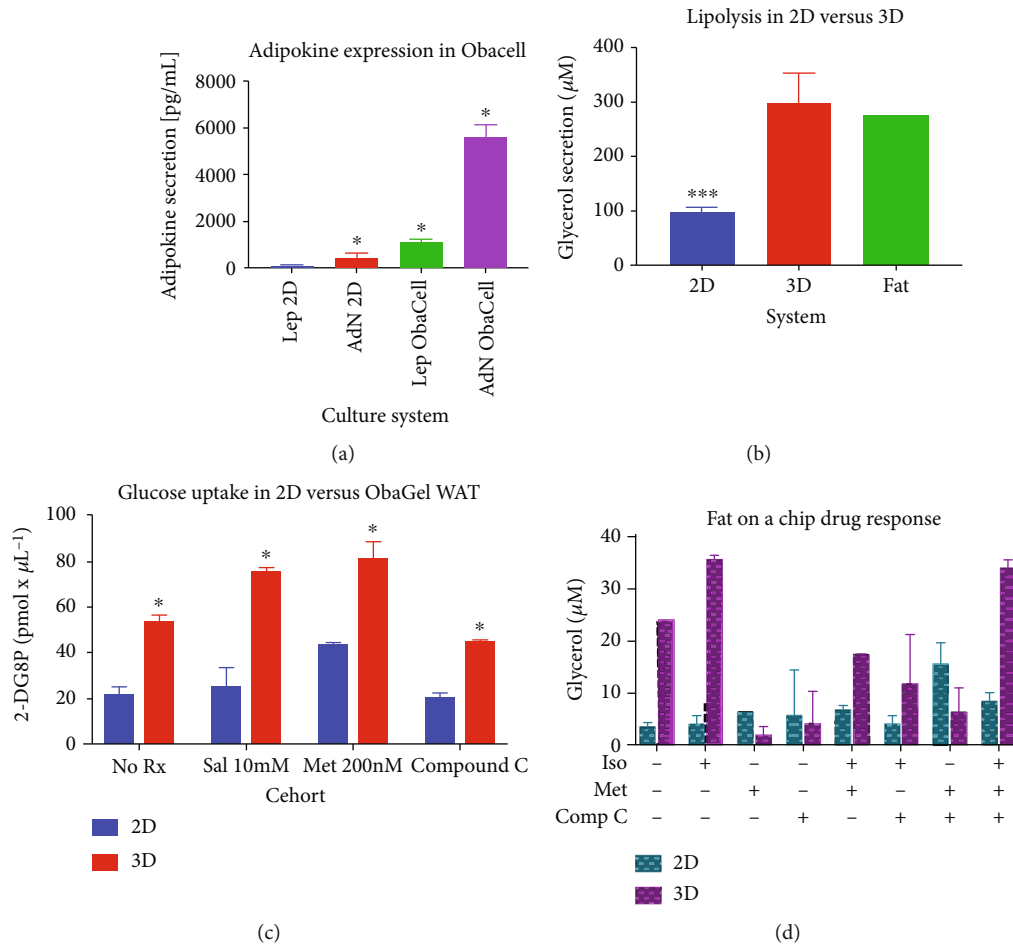 Adipokine expression in Obacell
Adipokine secretion [pg/mL]
8000
6000
4000
2000
0
*
*
*
Lep 2D
AdN 2D
Lep ObaCell
AdN ObaCell
Culture system
(a)
Lipolysis in 2D versus 3D
Glycerol secretion (μM)
400
300
200
100
0
***
2D 3D Fat
System
(b)
Glucose uptake in 2D versus ObaGel WAT
2-DG8P (pmol x μL⁻¹)
100
80
60
40
20
0
*
*
*
*
No Rx Sal 10mM Met 200nM Compound C
Cehort
2D
3D
(c)
Fat on a chip drug response
Glycerol (μM)
40
30
20
10
0
Iso – + – – + + – +
Met – – + – + – + +
Comp C – – – + – + + +
2D
3D
(d)